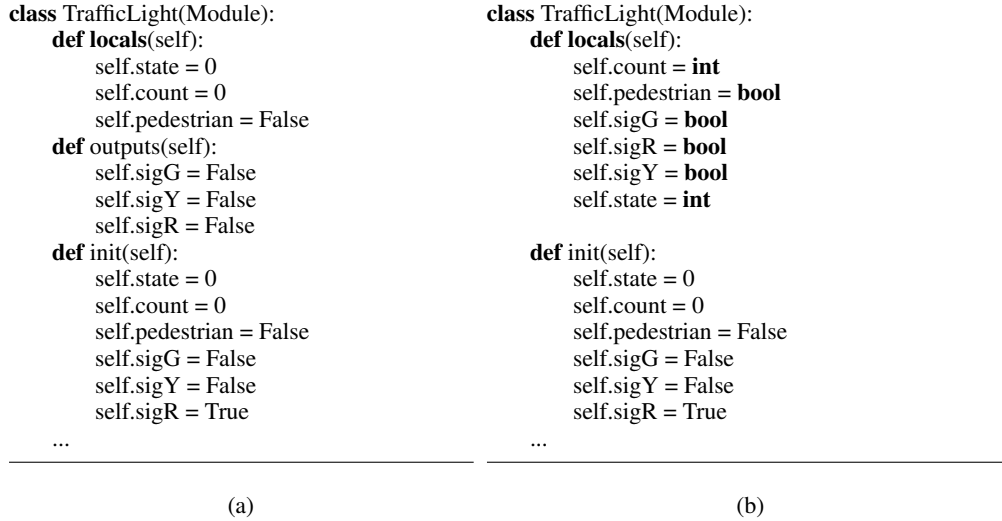 class TrafficLight(Module):
def locals(self):
self.state = 0
self.count = 0
self.pedestrian = False
def outputs(self):
self.sigG = False
self.sigY = False
self.sigR = False
def init(self):
self.state = 0
self.count = 0
self.pedestrian = False
self.sigG = False
self.sigY = False
self.sigR = True
...
(a)
class TrafficLight(Module):
def locals(self):
self.count = int
self.pedestrian = bool
self.sigG = bool
self.sigR = bool
self.sigY = bool
self.state = int
def init(self):
self.state = 0
self.count = 0
self.pedestrian = False
self.sigG = False
self.sigY = False
self.sigR = True
...
(b)